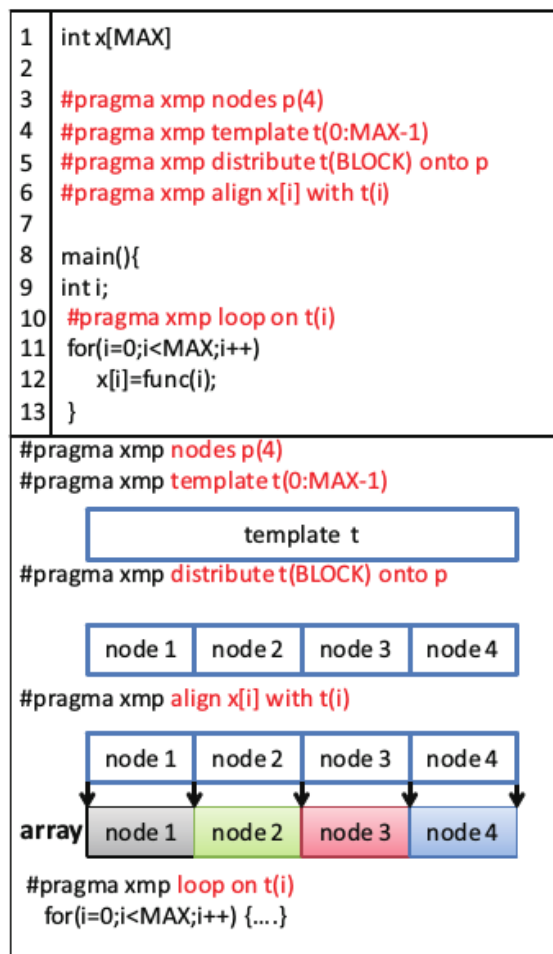 1 int x[MAX]
2
3 #pragma xmp nodes p(4)
4 #pragma xmp template t(0:MAX-1)
5 #pragma xmp distribute t(BLOCK) onto p
6 #pragma xmp align x[i] with t(i)
7
8 main(){
9 int i;
10 #pragma xmp loop on t(i)
11 for(i=0;i<MAX;i++)
12 x[i]=func(i);
13 }
#pragma xmp nodes p(4)
#pragma xmp template t(0:MAX-1)
template t
#pragma xmp distribute t(BLOCK) onto p
node 1 node 2 node 3 node 4
#pragma xmp align x[i] with t(i)
node 1 node 2 node 3 node 4
array node 1 node 2 node 3 node 4
#pragma xmp loop on t(i)
for(i=0;i<MAX;i++) {....}